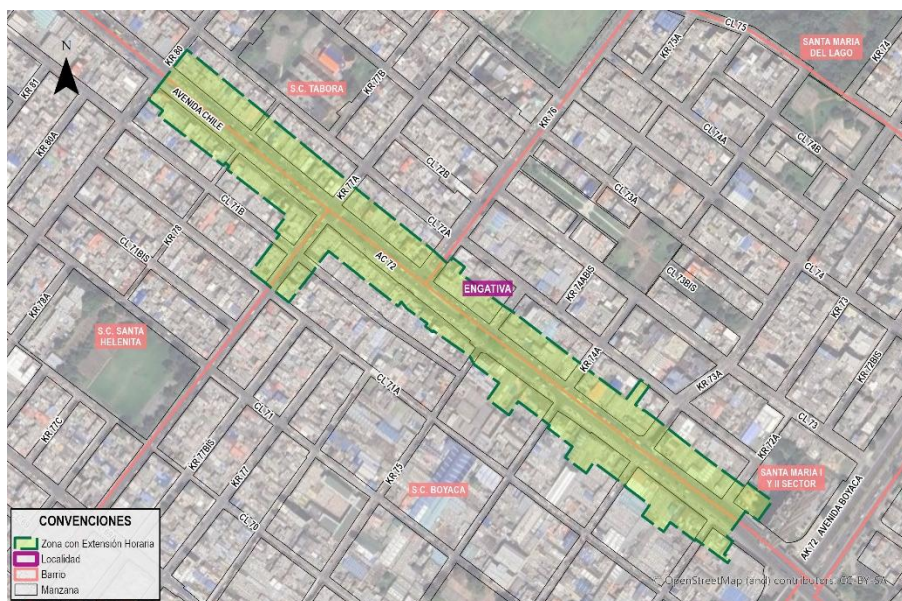 N
KR 80
KR 81
KR 80A
S.C. TABORA
KR 77B
KR 76
KR 75A
CL 75
SANTA MARIA
DEL LAGO
KR 74
AVENIDA CHILE
CL 74A
CL 74B
KR 77A
CL 72B
CL 73A
CL 71B
KR 78
CL 71BIS
CL 72A
AC 72
ENGATIVA
KR 74ABIS
CL 73BIS
CL 74
KR 73
KR 72BIS
KR 78A
S.C. SANTA
HELENITA
KR 74A
KR 73A
CL 71A
CL 73
KR 77C
CL 71
KR 77BIS
KR 77
KR 75
S.C. BOYACA
KR 72A
SANTA MARIA I
Y II SECTOR
AK 72
AVENIDA BOYACA
CL 70
CONVENCIONES
Zona con Extensión Horaria
Localidad
Barrio
Manzana
© OpenStreetMap (and) contributors, CC-BY-SA